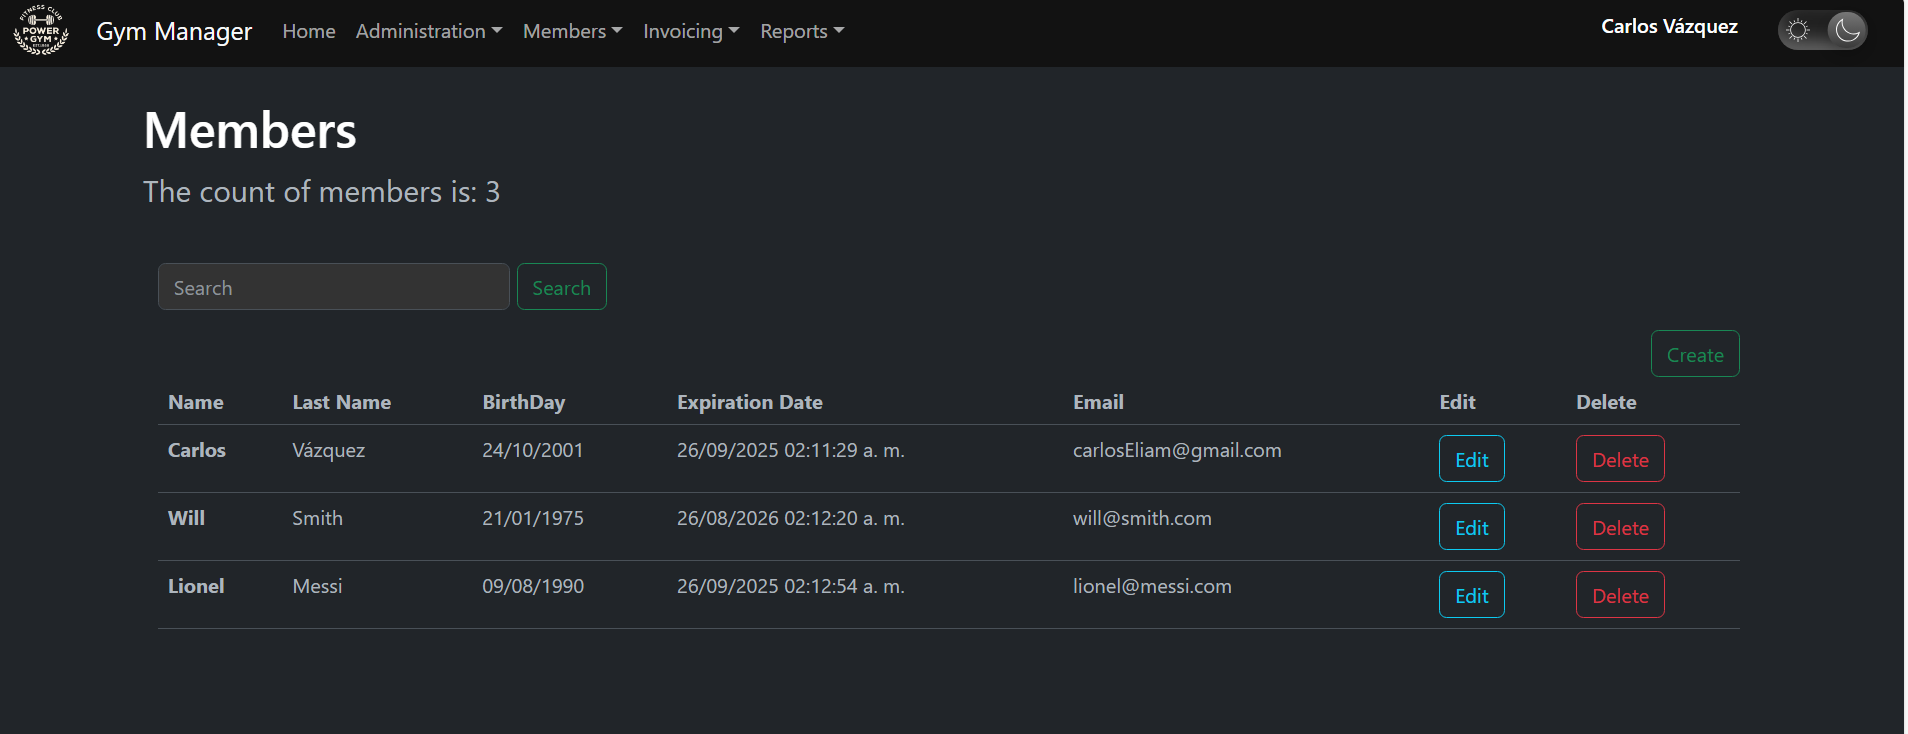 FITNESS CLUB
POWER
GYM
Gym Manager Home Administration Members Invoicing Reports Carlos Vázquez
Members
The count of members is: 3
Search Search
Create
Name Last Name BirthDay Expiration Date Email Edit Delete
Carlos Vázquez 24/10/2001 26/09/2025 02:11:29 a. m. carlosEliam@gmail.com Edit Delete
Will Smith 21/01/1975 26/08/2026 02:12:20 a. m. will@smith.com Edit Delete
Lionel Messi 09/08/1990 26/09/2025 02:12:54 a. m. lionel@messi.com Edit Delete